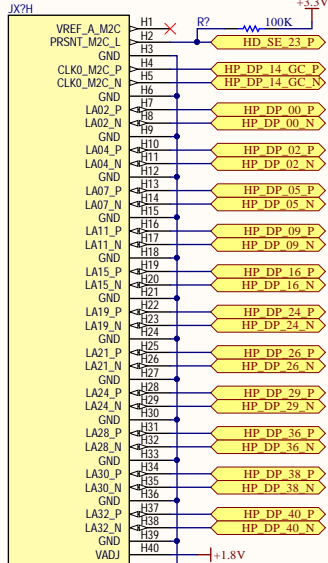 +3.3V
JX?H
VREF_A_M2C H1 R? 100K
PRSNT_M2C_L H2 HD_SE_23_P
GND H3
CLK0_M2C_P H4 HP_DP_14_GC_P
CLK0_M2C_N H5 HP_DP_14_GC_N
GND H6
LA02_P H7 HP_DP_00_P
LA02_N H8 HP_DP_00_N
GND H9
LA04_P H10 HP_DP_02_P
LA04_N H11 HP_DP_02_N
GND H12
LA07_P H13 HP_DP_05_P
LA07_N H14 HP_DP_05_N
GND H15
LA11_P H16 HP_DP_09_P
LA11_N H17 HP_DP_09_N
GND H18
LA15_P H19 HP_DP_16_P
LA15_N H20 HP_DP_16_N
GND H21
LA19_P H22 HP_DP_24_P
LA19_N H23 HP_DP_24_N
GND H24
LA21_P H25 HP_DP_26_P
LA21_N H26 HP_DP_26_N
GND H27
LA24_P H28 HP_DP_29_P
LA24_N H29 HP_DP_29_N
GND H30
LA28_P H31 HP_DP_36_P
LA28_N H32 HP_DP_36_N
GND H33
LA30_P H34 HP_DP_38_P
LA30_N H35 HP_DP_38_N
GND H36
LA32_P H37 HP_DP_40_P
LA32_N H38 HP_DP_40_N
GND H39
VADJ H40 +1.8V